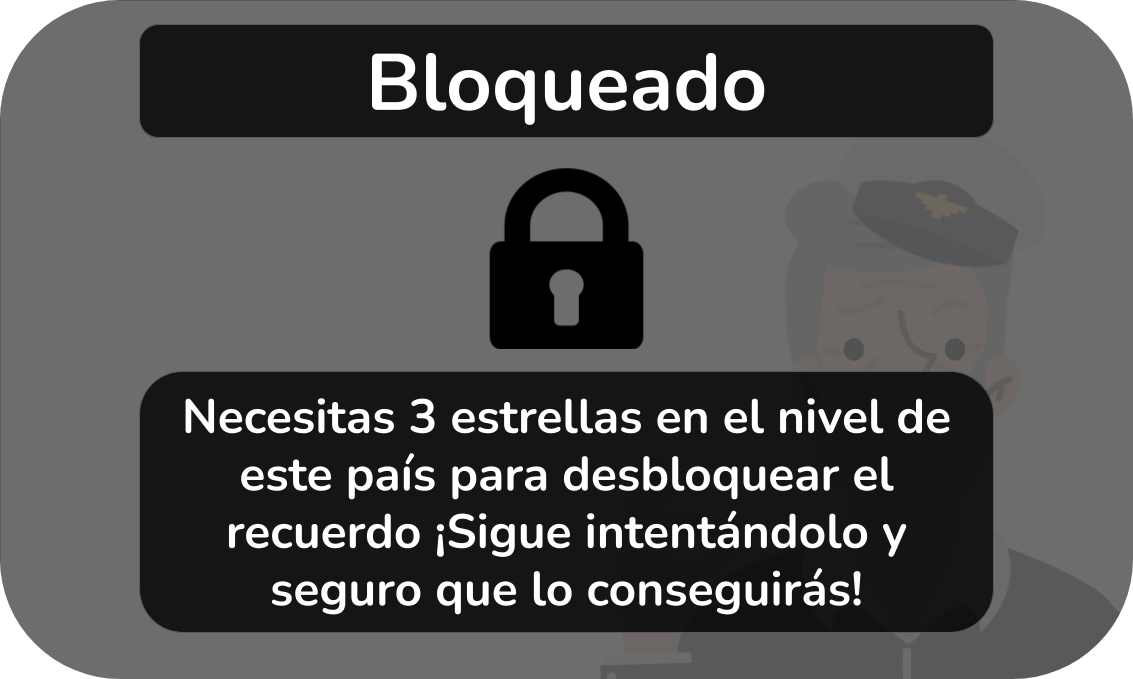 Bloqueado
Necesitas 3 estrellas en el nivel de
este país para desbloquear el
recuerdo ¡Sigue intentándolo y
seguro que lo conseguirás!